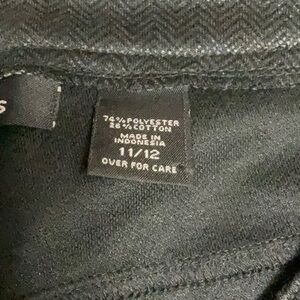 S
74% POLYESTER
26% COTTON
MADE IN
INDONESIA
11/12
OVER FOR CARE